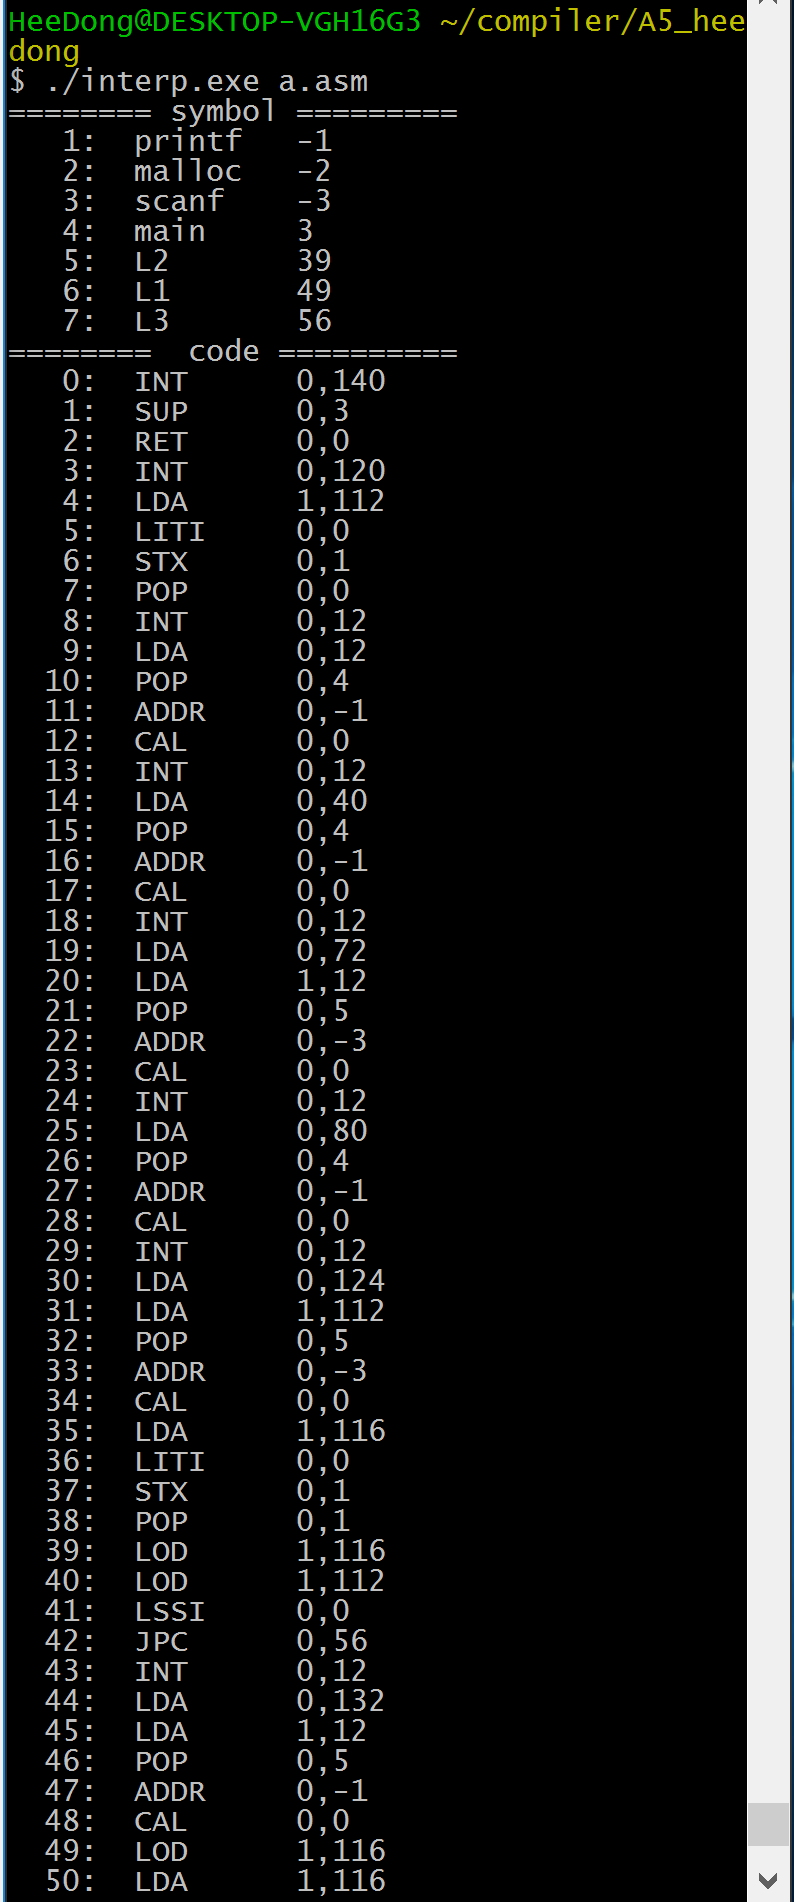 HeeDong@DESKTOP-VGH16G3 ~/compiler/A5_hee
dong
$ ./interp.exe a.asm
======== symbol =========
1: printf -1
2: malloc -2
3: scanf -3
4: main 3
5: L2 39
6: L1 49
7: L3 56
======== code ==========
0: INT 0,140
1: SUP 0,3
2: RET 0,0
3: INT 0,120
4: LDA 1,112
5: LITI 0,0
6: STX 0,1
7: POP 0,0
8: INT 0,12
9: LDA 0,12
10: POP 0,4
11: ADDR 0,-1
12: CAL 0,0
13: INT 0,12
14: LDA 0,40
15: POP 0,4
16: ADDR 0,-1
17: CAL 0,0
18: INT 0,12
19: LDA 0,72
20: LDA 1,12
21: POP 0,5
22: ADDR 0,-3
23: CAL 0,0
24: INT 0,12
25: LDA 0,80
26: POP 0,4
27: ADDR 0,-1
28: CAL 0,0
29: INT 0,12
30: LDA 0,124
31: LDA 1,112
32: POP 0,5
33: ADDR 0,-3
34: CAL 0,0
35: LDA 1,116
36: LITI 0,0
37: STX 0,1
38: POP 0,1
39: LOD 1,116
40: LOD 1,112
41: LSSI 0,0
42: JPC 0,56
43: INT 0,12
44: LDA 0,132
45: LDA 1,12
46: POP 0,5
47: ADDR 0,-1
48: CAL 0,0
49: LOD 1,116
50: LDA 1,116